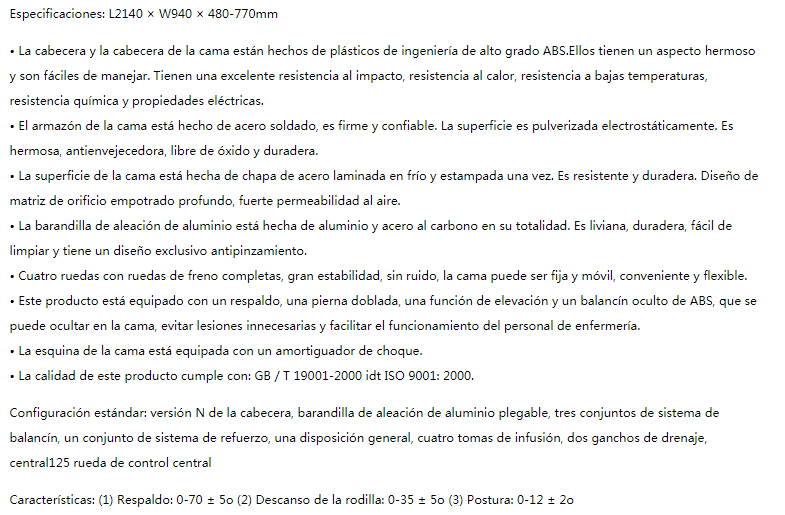 Especificaciones: L2140 × W940 × 480-770mm
• La cabecera y la cabecera de la cama están hechos de plásticos de ingeniería de alto grado ABS.Ellos tienen un aspecto hermoso
y son fáciles de manejar. Tienen una excelente resistencia al impacto, resistencia al calor, resistencia a bajas temperaturas,
resistencia química y propiedades eléctricas.
• El armazón de la cama está hecho de acero soldado, es firme y confiable. La superficie es pulverizada electrostáticamente. Es
hermosa, antienvejecedora, libre de óxido y duradera.
• La superficie de la cama está hecha de chapa de acero laminada en frío y estampada una vez. Es resistente y duradera. Diseño de
matriz de orificio empotrado profundo, fuerte permeabilidad al aire.
• La barandilla de aleación de aluminio está hecha de aluminio y acero al carbono en su totalidad. Es liviana, duradera, fácil de
limpiar y tiene un diseño exclusivo antipinzamiento.
• Cuatro ruedas con ruedas de freno completas, gran estabilidad, sin ruido, la cama puede ser fija y móvil, conveniente y flexible.
• Este producto está equipado con un respaldo, una pierna doblada, una función de elevación y un balancín oculto de ABS, que se
puede ocultar en la cama, evitar lesiones innecesarias y facilitar el funcionamiento del personal de enfermería.
• La esquina de la cama está equipada con un amortiguador de choque.
• La calidad de este producto cumple con: GB / T 19001-2000 idt ISO 9001: 2000.
Configuración estándar: versión N de la cabecera, barandilla de aleación de aluminio plegable, tres conjuntos de sistema de
balancín, un conjunto de sistema de refuerzo, una disposición general, cuatro tomas de infusión, dos ganchos de drenaje,
central125 rueda de control central
Características: (1) Respaldo: 0-70 ± 5o (2) Descanso de la rodilla: 0-35 ± 5o (3) Postura: 0-12 ± 2o